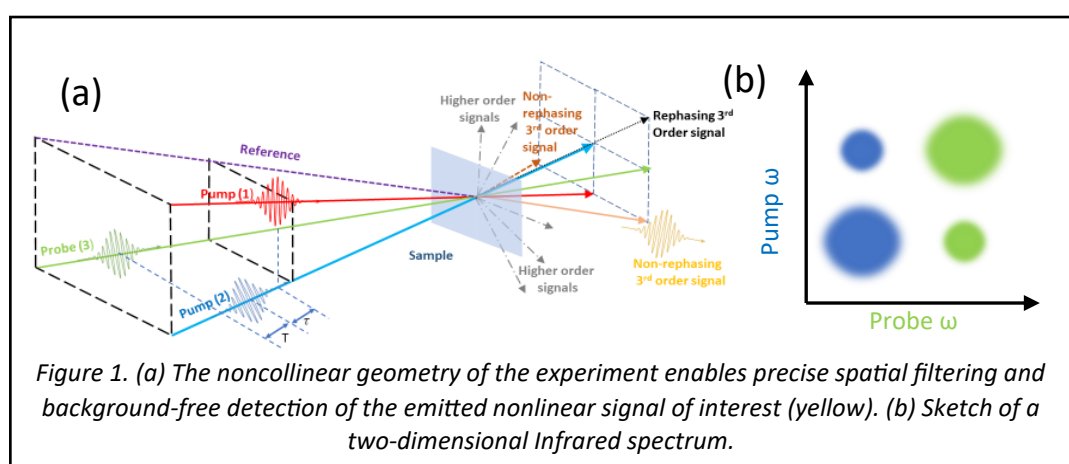 (a)
Reference
Pump (1)
Probe (3)
Pump (2)
T
τ
Sample
Higher order
signals
Non-
rephasing
3rd order
signal
Rephasing 3rd
Order signal
Higher order
signals
Non-rephasing
3rd order signal
(b)
Pump ω
Probe ω
Figure 1. (a) The noncollinear geometry of the experiment enables precise spatial filtering and
background-free detection of the emitted nonlinear signal of interest (yellow). (b) Sketch of a
two-dimensional Infrared spectrum.